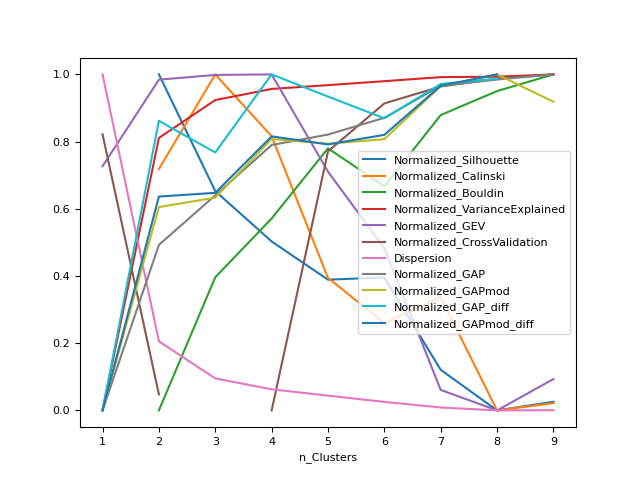 1.0
0.8
0.6
0.4
0.2
0.0
Normalized_Silhouette
Normalized_Calinski
Normalized_Bouldin
Normalized_VarianceExplained
Normalized_GEV
Normalized_CrossValidation
Dispersion
Normalized_GAP
Normalized_GAPmod
Normalized_GAP_diff
Normalized_GAPmod_diff
1 2 3 4 5 6 7 8 9
n_Clusters